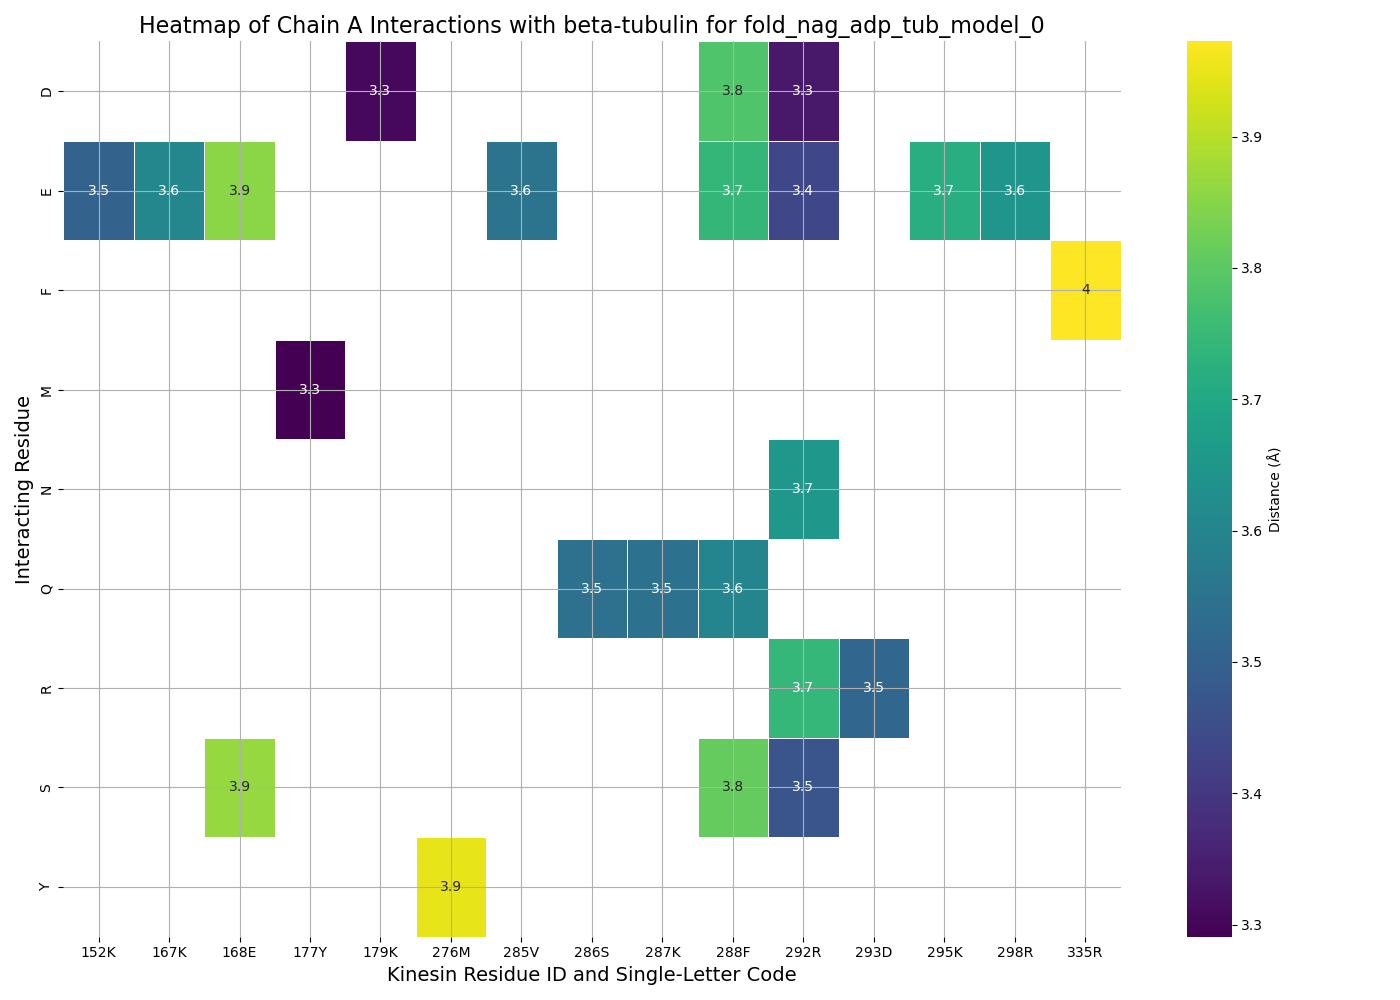 Heatmap of Chain A Interactions with beta-tubulin for fold_nag_adp_tub_model_0
D
3.3
3.8
3.3
E
3.5
3.6
3.9
3.6
3.7
3.4
3.7
3.6
F
4
M
3.3
N
3.7
Q
3.5
3.5
3.6
R
3.7
3.5
S
3.9
3.8
3.5
Y
3.9
Interacting Residue
152K
167K
168E
177Y
179K
276M
285V
286S
287K
288F
292R
293D
295K
298R
335R
Kinesin Residue ID and Single-Letter Code
3.9
3.8
3.7
3.6
3.5
3.4
3.3
Distance (Å)